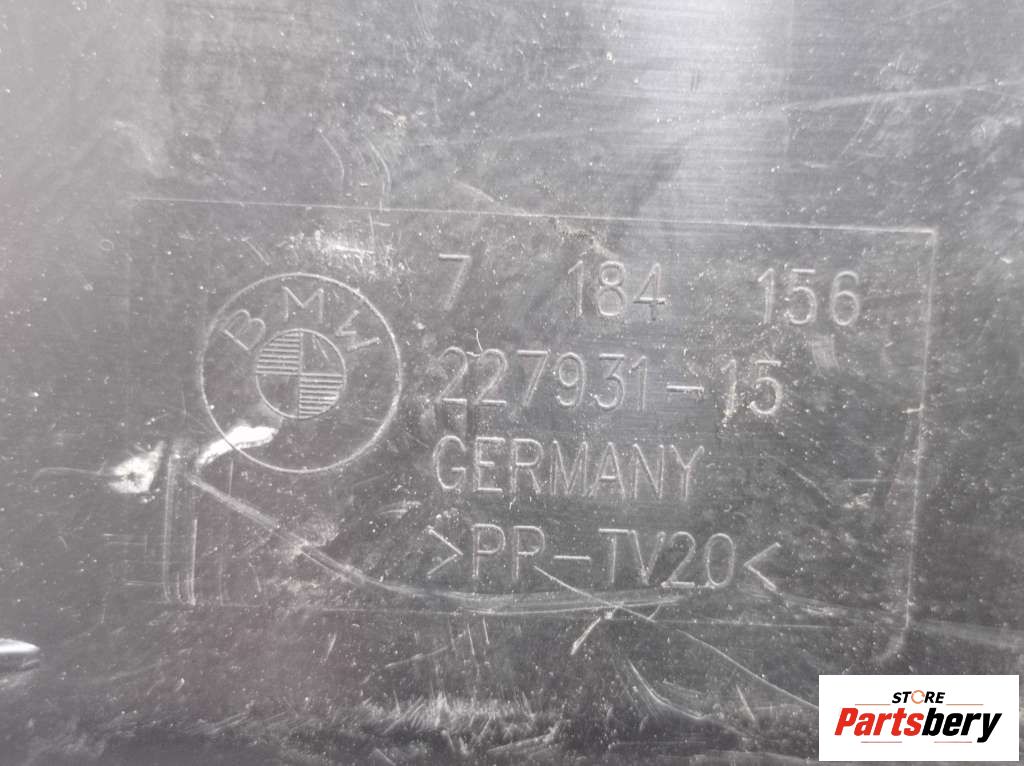 BMW
7 184 156
227931-15
GERMANY
>PP-TV20<
STORE
Partsbery